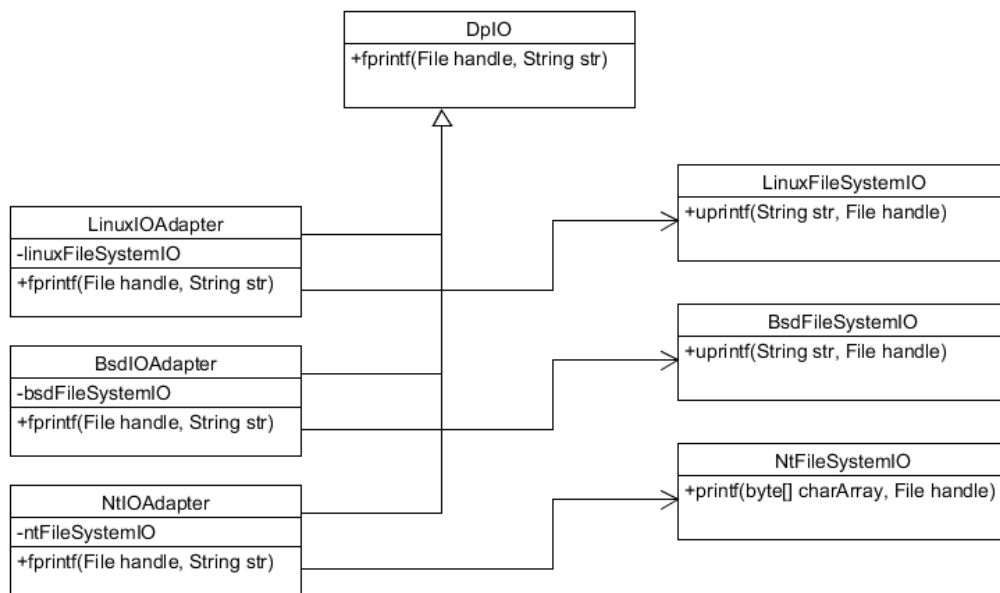 DpIO
+fprintf(File handle, String str)
LinuxFileSystemIO
+uprintf(String str, File handle)
LinuxIOAdapter
-linuxFileSystemIO
+fprintf(File handle, String str)
BsdFileSystemIO
+uprintf(String str, File handle)
BsdIOAdapter
-bsdFileSystemIO
+fprintf(File handle, String str)
NtFileSystemIO
+printf(byte[] charArray, File handle)
NtIOAdapter
-ntFileSystemIO
+fprintf(File handle, String str)